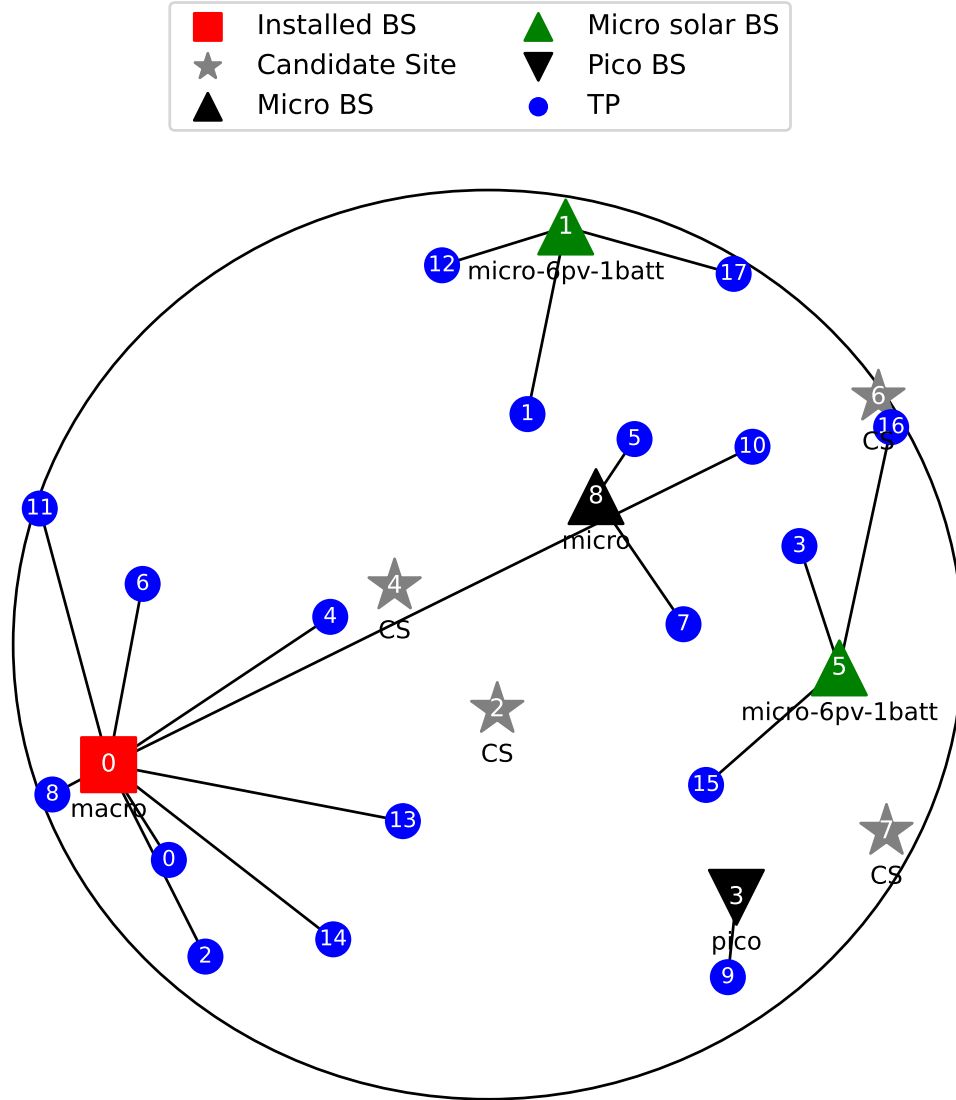 Installed BS
Candidate Site
Micro BS
Micro solar BS
Pico BS
TP
1
12
micro-6pv-1batt
17
6
1
16
CS
5
10
8
11
micro
3
6
4
4
CS
7
5
2
micro-6pv-1batt
CS
0
15
8
macro
13
7
0
CS
3
14
pico
2
9